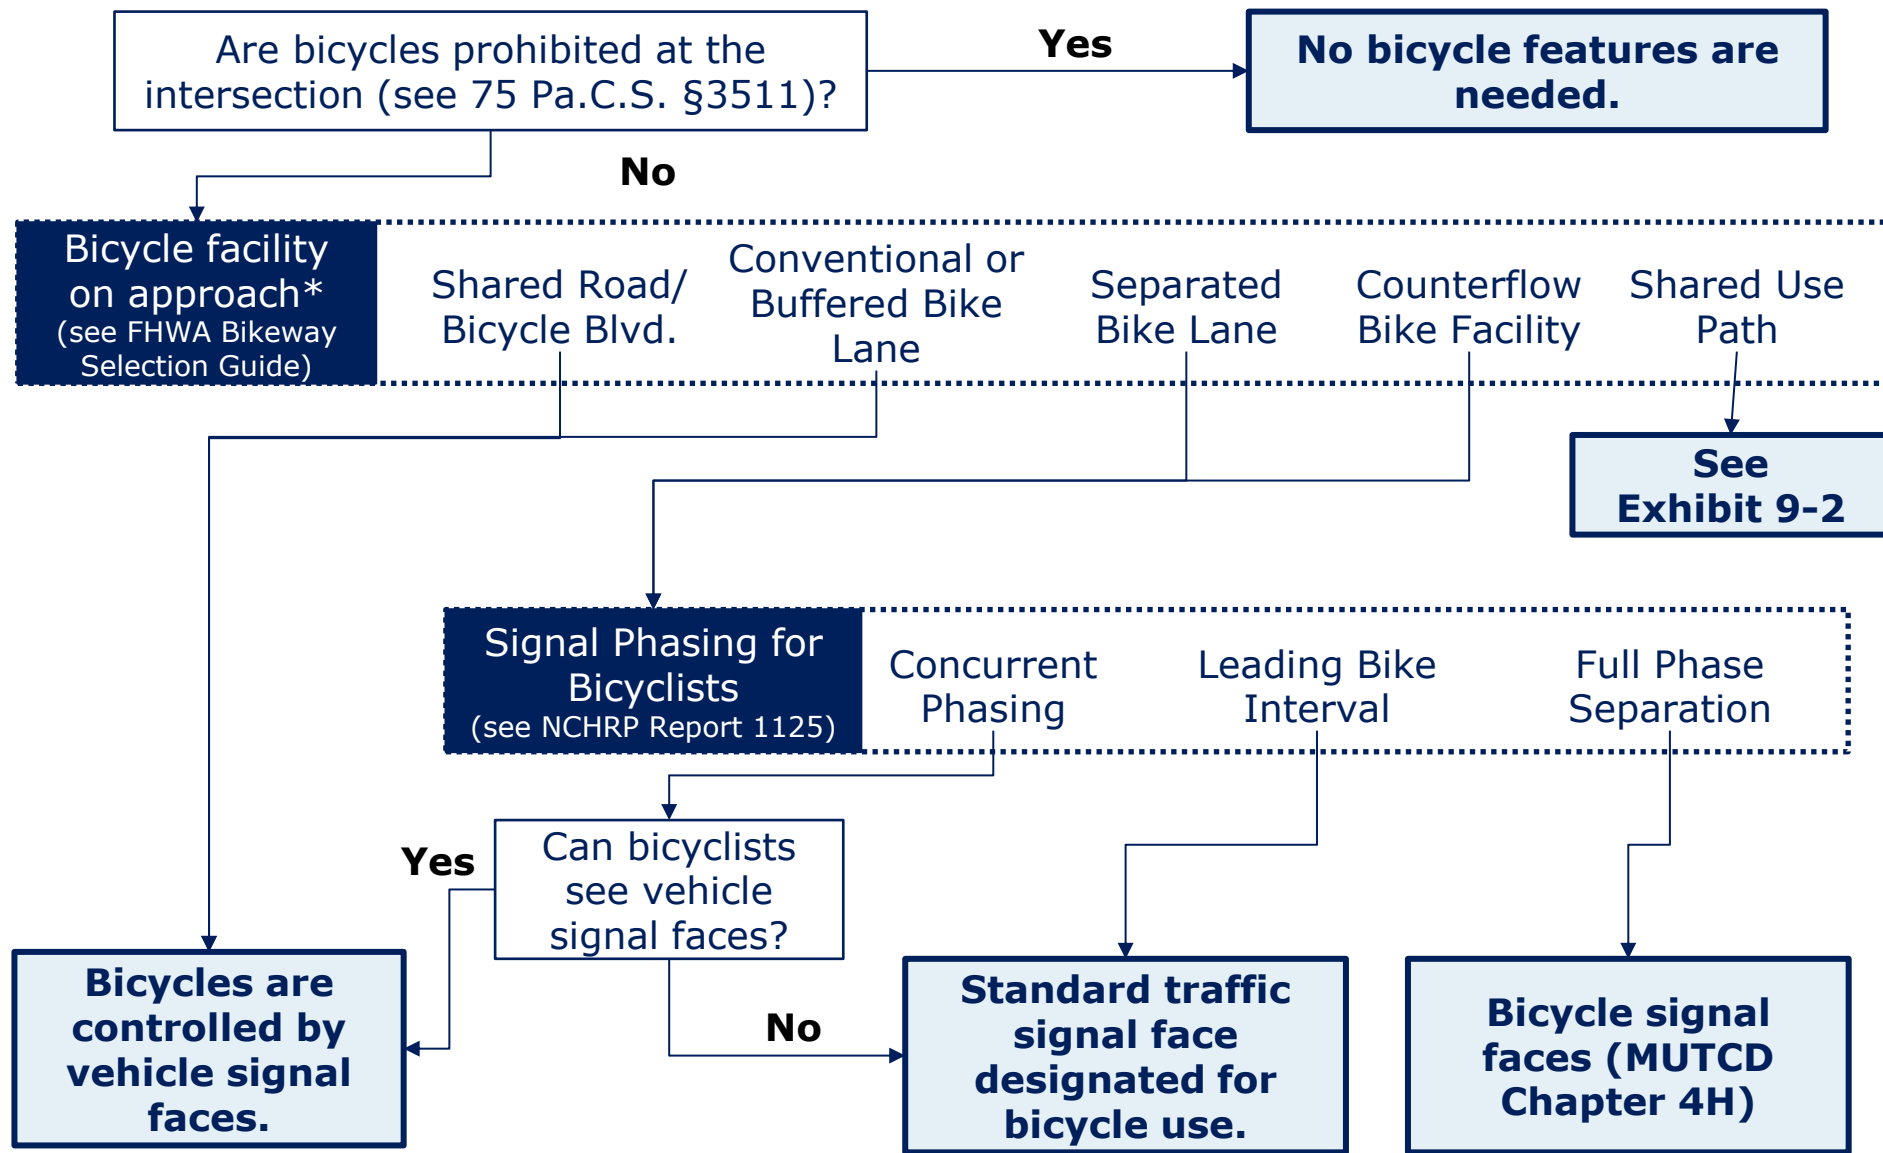 Are bicycles prohibited at the
intersection (see 75 Pa.C.S. §3511)?
Yes
No bicycle features are
needed.
No
Bicycle facility
on approach*
(see FHWA Bikeway
Selection Guide)
Shared Road/
Bicycle Blvd.
Conventional or
Buffered Bike
Lane
Separated
Bike Lane
Counterflow
Bike Facility
Shared Use
Path
See
Exhibit 9-2
Signal Phasing for
Bicyclists
(see NCHRP Report 1125)
Concurrent
Phasing
Leading Bike
Interval
Full Phase
Separation
Can bicyclists
see vehicle
signal faces?
Yes
No
Bicycles are
controlled by
vehicle signal
faces.
Standard traffic
signal face
designated for
bicycle use.
Bicycle signal
faces (MUTCD
Chapter 4H)